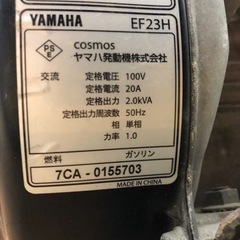 YAMAHA EF23H
PS
E
cosmos
ヤマハ発動機株式会社
交流 定格電圧 100V
定格電流 20A
定格出力 2.0kVA
定格出力周波数 50Hz
相 単相
力率 1.0
燃料 ガソリン
7CA - 0155703
MADE IN CHINA